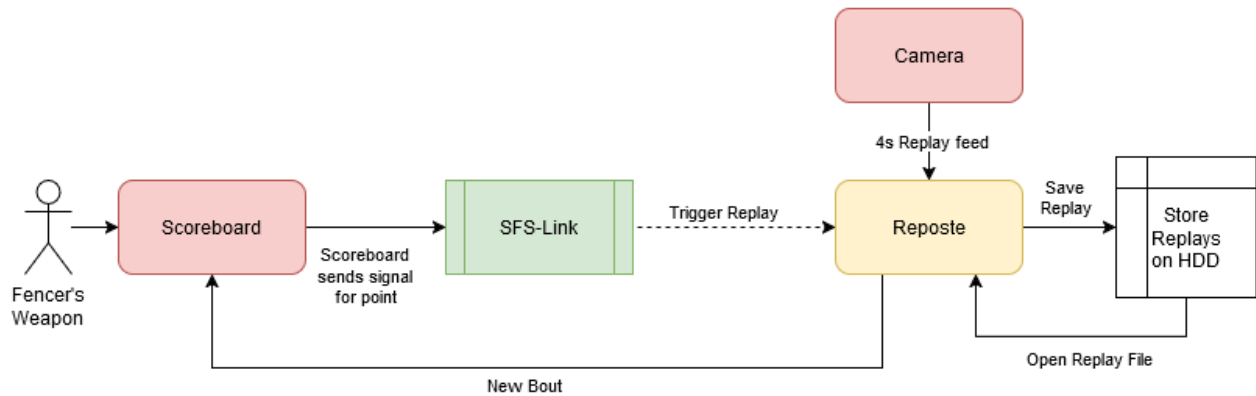 Camera
4s Replay feed
Fencer's
Weapon
Scoreboard
Scoreboard
sends signal
for point
SFS-Link
Trigger Replay
Reposte
Save
Replay
Store
Replays
on HDD
Open Replay File
New Bout